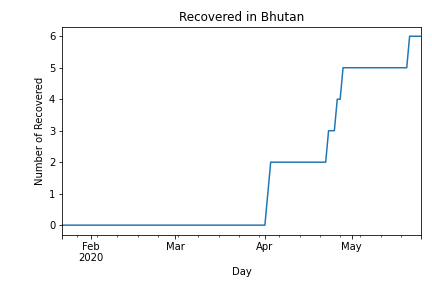 Recovered in Bhutan
Number of Recovered
6
5
4
3
2
1
0
Feb
2020
Mar
Apr
May
Day